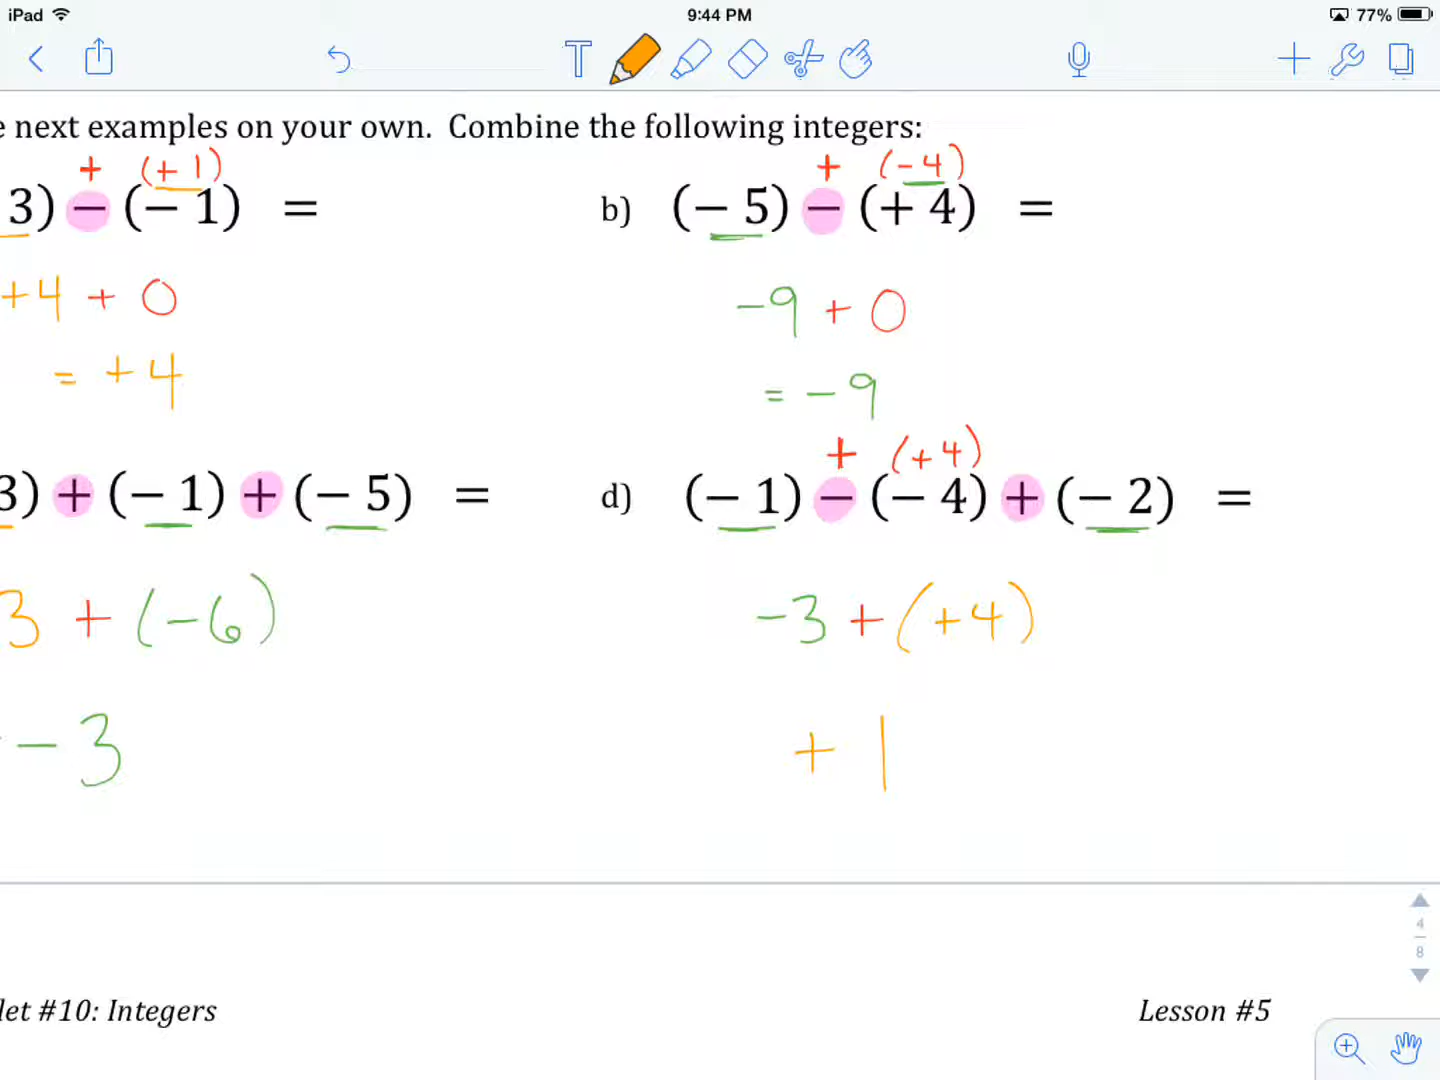 iPad 9:44 PM 77%
T
e next examples on your own. Combine the following integers:
+ (+ 1)
3) − (− 1) =
+4 + 0
= +4
+ (−4)
b) (− 5) − (+ 4) =
−9 + 0
= −9
3) + (− 1) + (− 5) =
3 + (−6)
− 3
+ (+4)
d) (− 1) − (− 4) + (− 2) =
−3 + (+4)
+ 1
4
8
let #10: Integers
Lesson #5